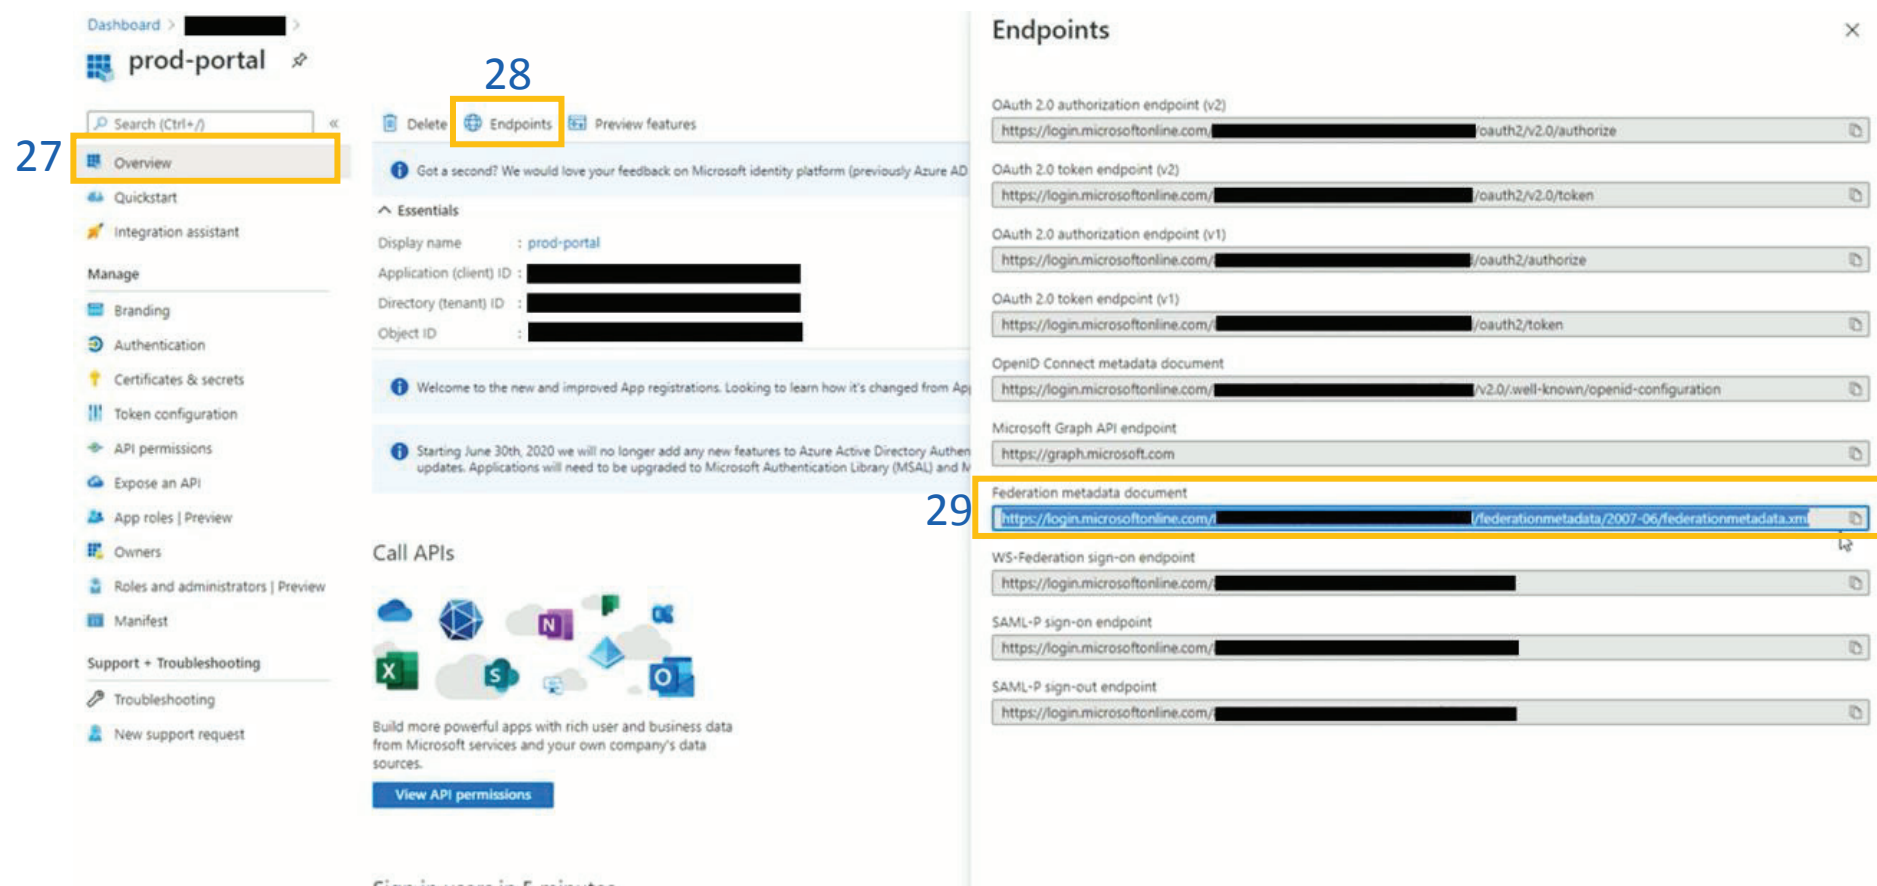 Dashboard > >
prod-portal
27
Search (Ctrl+/) «
Overview
Quickstart
Integration assistant
Manage
Branding
Authentication
Certificates & secrets
Token configuration
API permissions
Expose an API
App roles | Preview
Owners
Roles and administrators | Preview
Manifest
Support + Troubleshooting
Troubleshooting
New support request
28
Delete Endpoints Preview features
Got a second? We would love your feedback on Microsoft identity platform (previously Azure AD
Essentials
Display name : prod-portal
Application (client) ID :
Directory (tenant) ID :
Object ID :
Welcome to the new and improved App registrations. Looking to learn how it's changed from
Starting June 30th, 2020 we will no longer add any new features to Azure Active Directory
updates. Applications will need to be upgraded to Microsoft Authentication Library (MSAL) and
Call APIs
N
X
S
O
Build more powerful apps with rich user and business data
from Microsoft services and your own company's data
sources.
View API permissions
Sign in users in 5 minutes
Endpoints
OAuth 2.0 authorization endpoint (v2)
https://login.microsoftonline.com/ /oauth2/v2.0/authorize
OAuth 2.0 token endpoint (v2)
https://login.microsoftonline.com/ /oauth2/v2.0/token
OAuth 2.0 authorization endpoint (v1)
https://login.microsoftonline.com/ /oauth2/authorize
OAuth 2.0 token endpoint (v1)
https://login.microsoftonline.com/ /oauth2/token
OpenID Connect metadata document
https://login.microsoftonline.com/ /v2.0/.well-known/openid-configuration
Microsoft Graph API endpoint
https://graph.microsoft.com
29
Federation metadata document
https://login.microsoftonline.com/ /federationmetadata/2007-06/federationmetadata.xml
WS-Federation sign-on endpoint
https://login.microsoftonline.com/
SAML-P sign-on endpoint
https://login.microsoftonline.com/
SAML-P sign-out endpoint
https://login.microsoftonline.com/